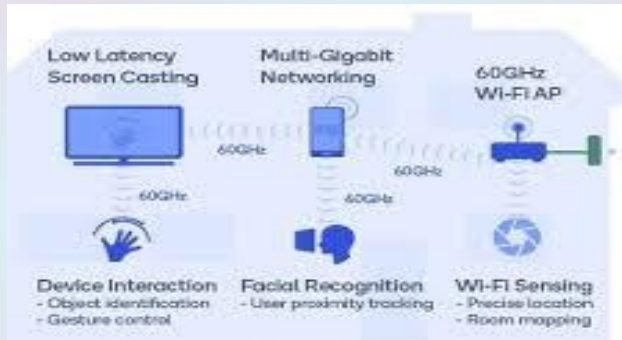 Low Latency
Screen Casting
Multi-Gigabit
Networking
60GHz
Wi-Fi AP
60GHz
60GHz
60GHz
60GHz
Device Interaction
- Object identification
- Gesture control
Facial Recognition
- User proximity tracking
Wi-Fi Sensing
- Precise location
- Room mapping